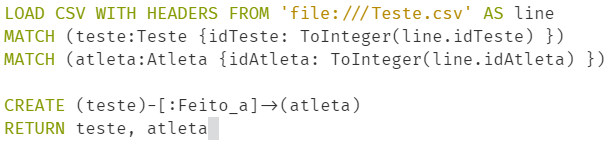 LOAD CSV WITH HEADERS FROM 'file:///Teste.csv' AS line
MATCH (teste:Teste {idTeste: ToInteger(line.idTeste) })
MATCH (atleta:Atleta {idAtleta: ToInteger(line.idAtleta) })
CREATE (teste)-[:Feito_a]->(atleta)
RETURN teste, atleta